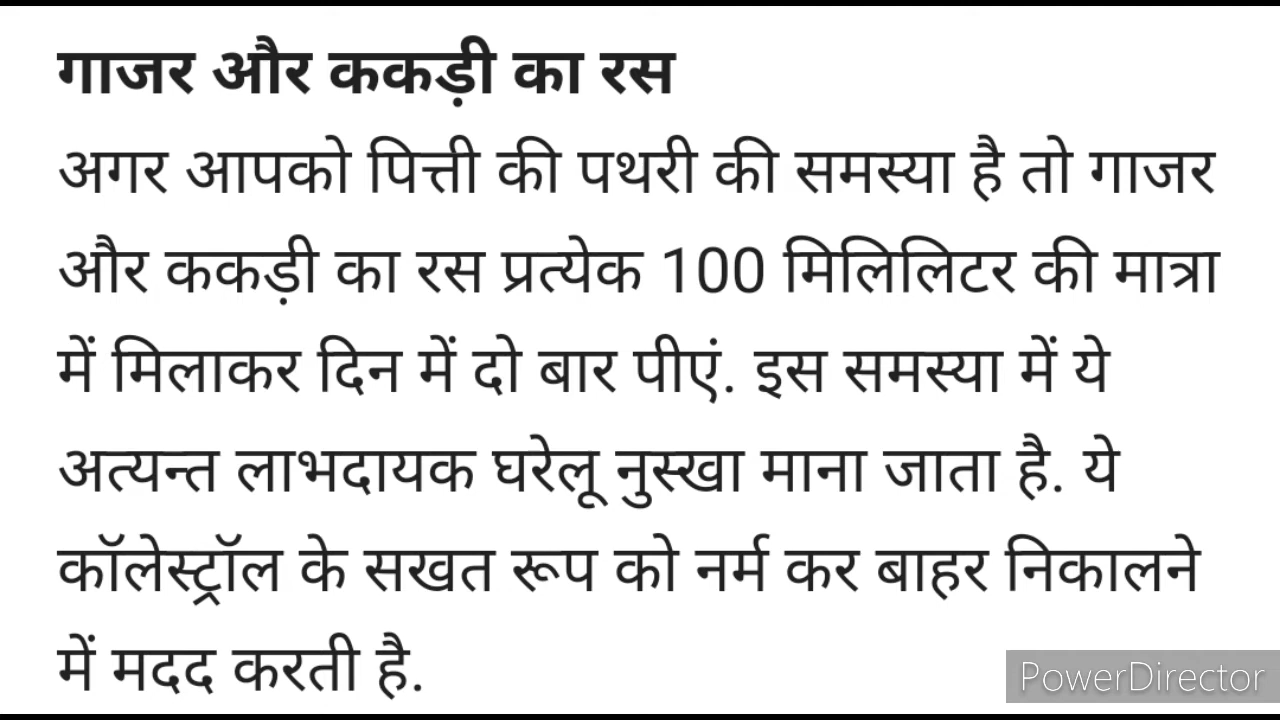 गाजर और ककड़ी का रस
अगर आपको पित्ती की पथरी की समस्या है तो गाजर
और ककड़ी का रस प्रत्येक 100 मिलिलिटर की मात्रा
में मिलाकर दिन में दो बार पीएं. इस समस्या में ये
अत्यन्त लाभदायक घरेलू नुस्खा माना जाता है. ये
कॉलेस्ट्रॉल के सखत रूप को नर्म कर बाहर निकालने
में मदद करती है.
PowerDirector